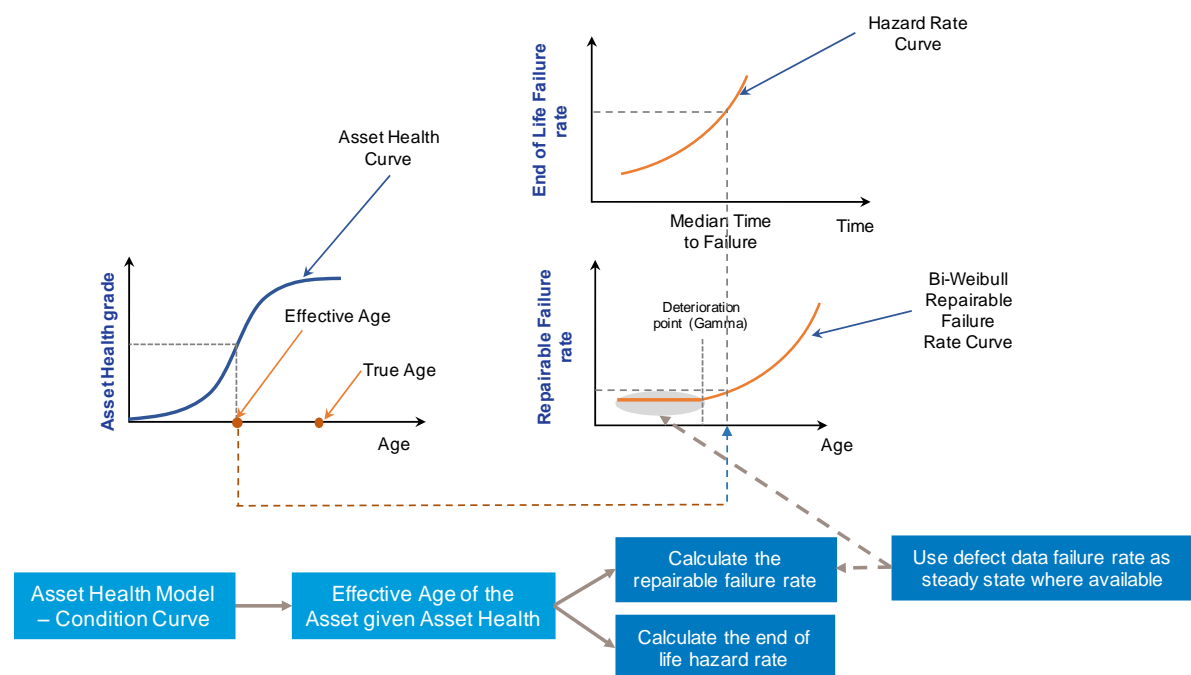 Hazard Rate
Curve
End of Life Failure
rate
Asset Health
Curve
Median Time
to Failure
Time
Bi-Weibull
Repairable
Failure
Rate Curve
Deterioration
point (Gamma)
Repairable Failure
rate
Age
Asset Health grade
Effective Age
True Age
Age
Calculate the
repairable failure rate
Use defect data failure rate as
steady state where available
Asset Health Model
– Condition Curve
Effective Age of the
Asset given Asset Health
Calculate the end of
life hazard rate